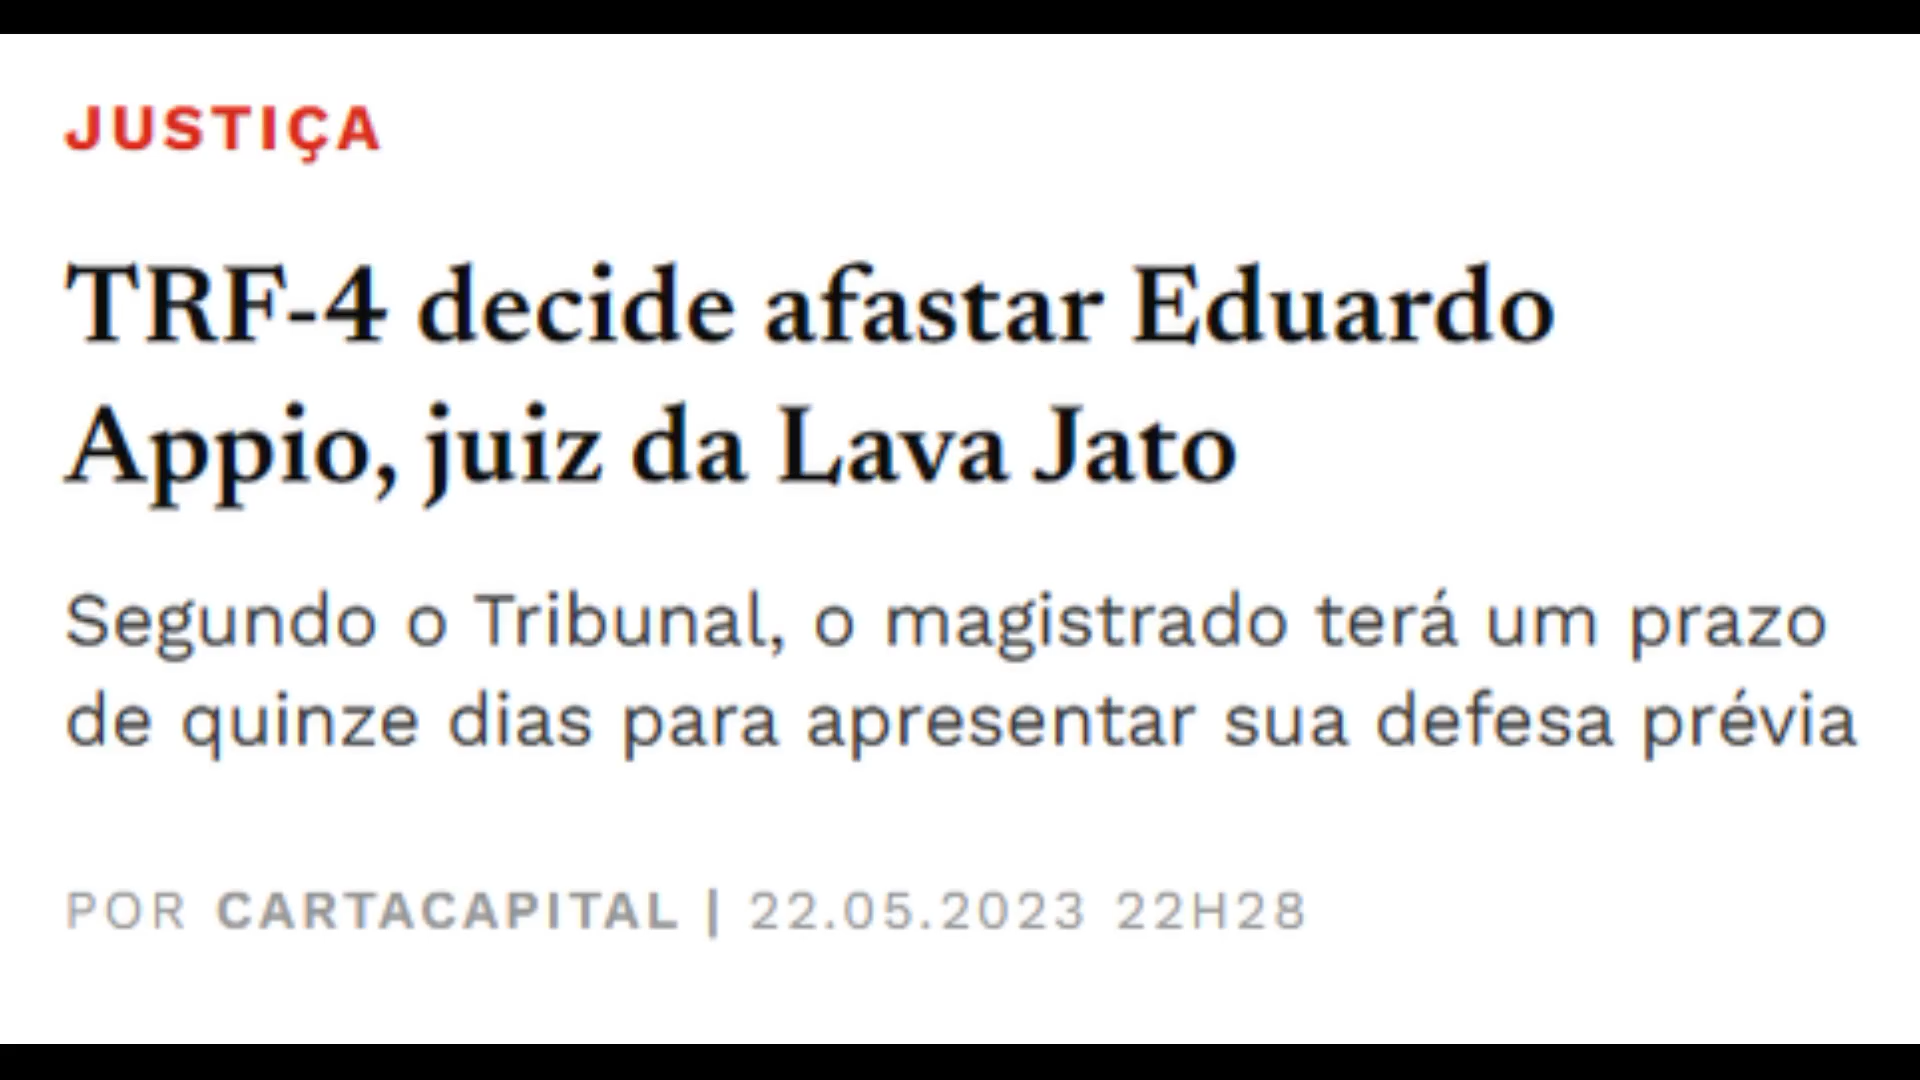 JUSTIÇA
TRF-4 decide afastar Eduardo
Appio, juiz da Lava Jato
Segundo o Tribunal, o magistrado terá um prazo
de quinze dias para apresentar sua defesa prévia
POR CARTACAPITAL | 22.05.2023 22H28